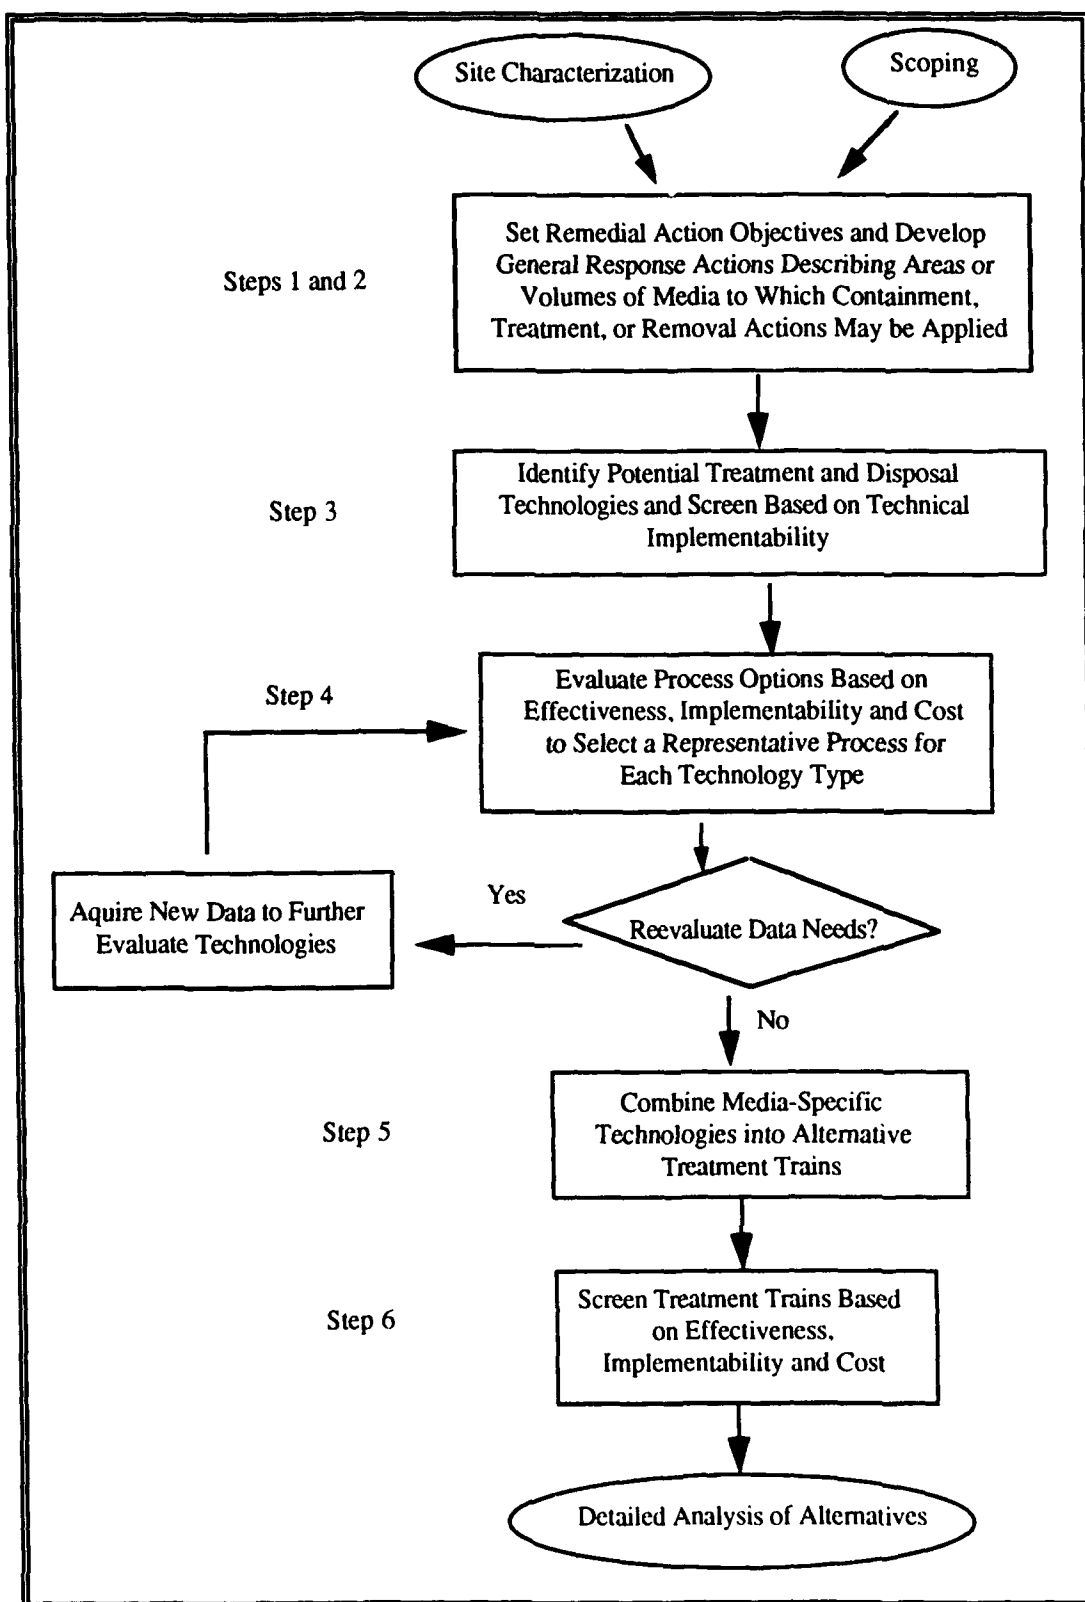 Site Characterization
Scoping
Steps 1 and 2
Set Remedial Action Objectives and Develop
General Response Actions Describing Areas or
Volumes of Media to Which Containment,
Treatment, or Removal Actions May be Applied
Step 3
Identify Potential Treatment and Disposal
Technologies and Screen Based on Technical
Implementability
Step 4
Evaluate Process Options Based on
Effectiveness, Implementability and Cost
to Select a Representative Process for
Each Technology Type
Aquire New Data to Further
Evaluate Technologies
Yes
Reevaluate Data Needs?
No
Step 5
Combine Media-Specific
Technologies into Alternative
Treatment Trains
Step 6
Screen Treatment Trains Based
on Effectiveness,
Implementability and Cost
Detailed Analysis of Alternatives